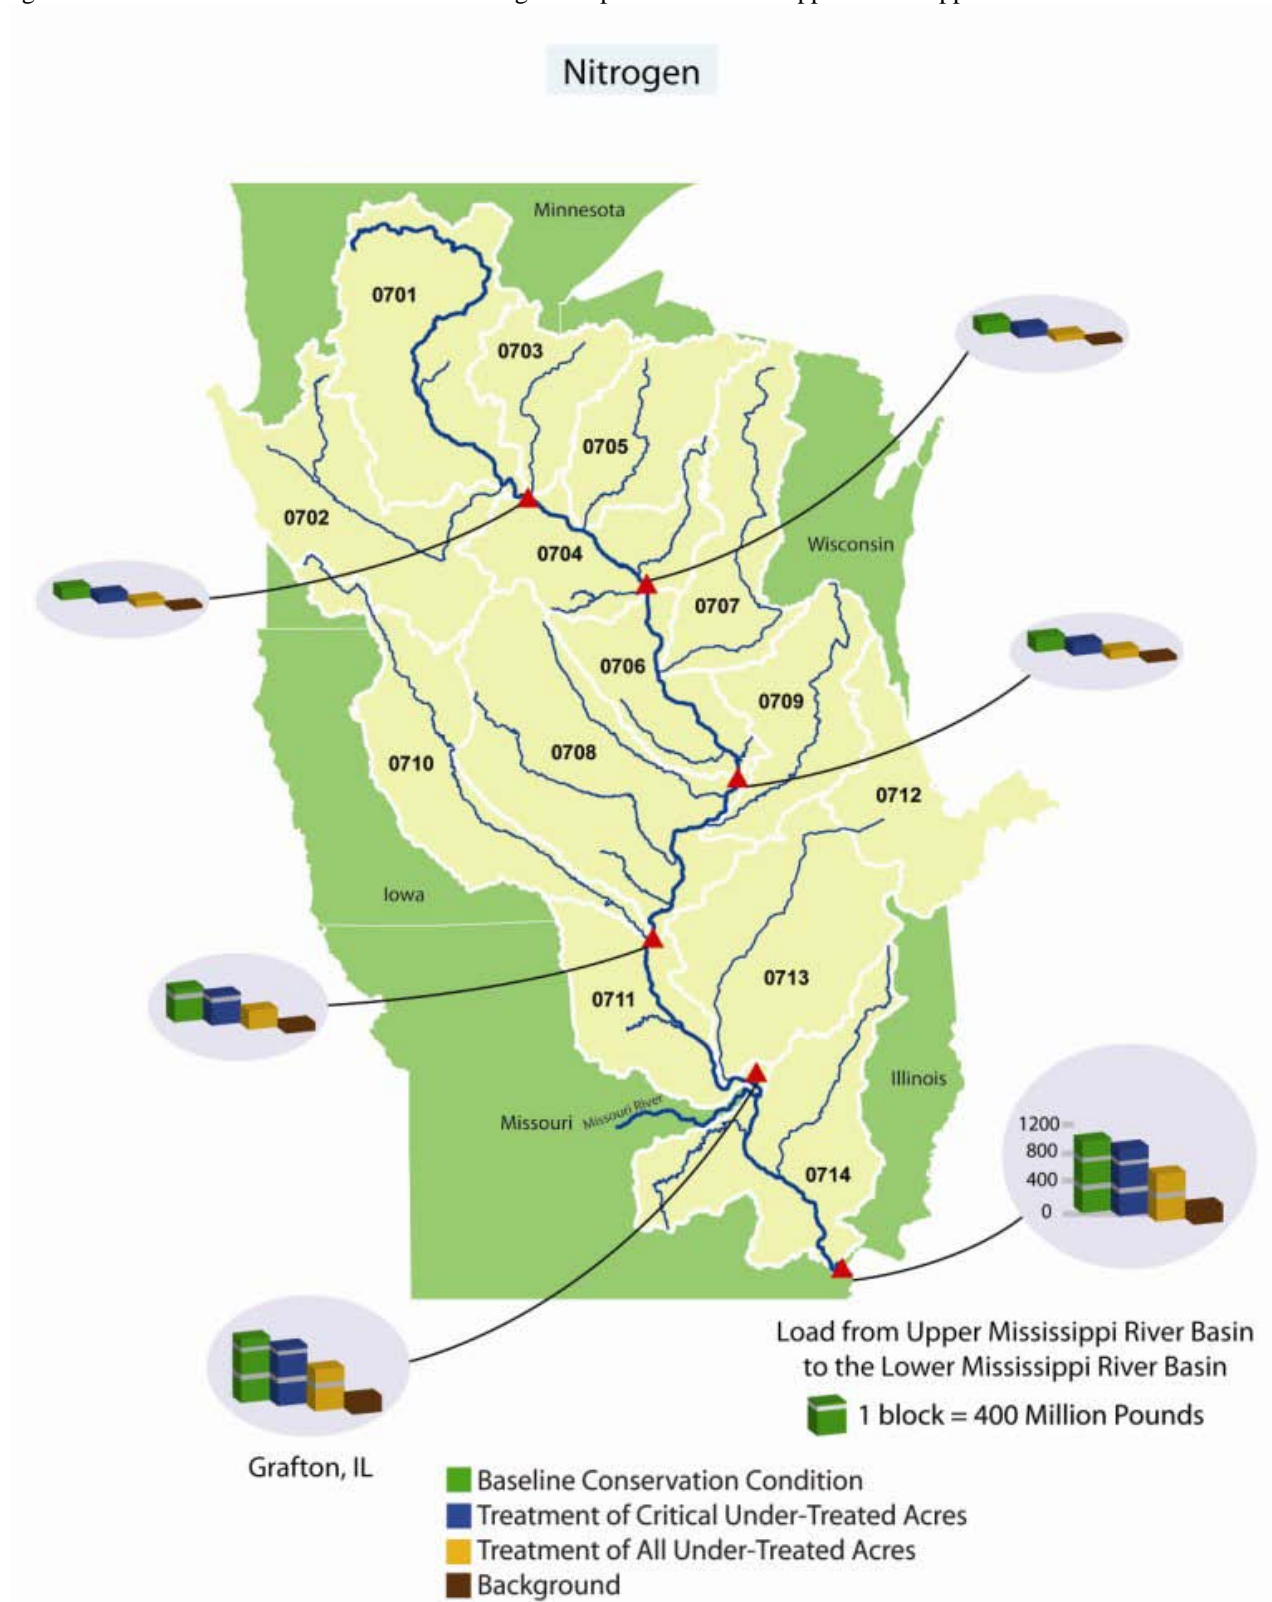 Nitrogen
Minnesota
0701
0703
0705
0702
0704
Wisconsin
0707
0706
0709
0708
0710
0712
Iowa
0713
0711
Illinois
Missouri
Missouri River
0714
1200
800
400
0
Load from Upper Mississippi River Basin
to the Lower Mississippi River Basin
1 block = 400 Million Pounds
Grafton, IL
Baseline Conservation Condition
Treatment of Critical Under-Treated Acres
Treatment of All Under-Treated Acres
Background